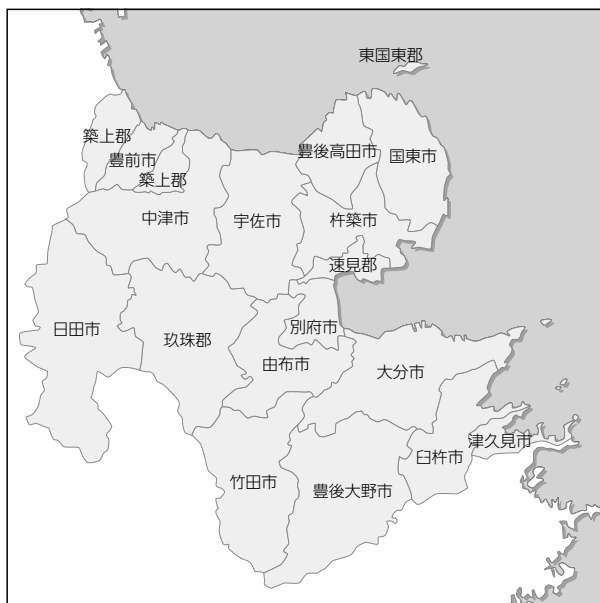 東国東郡
築上郡
豊前市
築上郡
豊後高田市
国東市
中津市
宇佐市
杵築市
速見郡
日田市
玖珠郡
別府市
由布市
大分市
津久見市
臼杵市
竹田市
豊後大野市